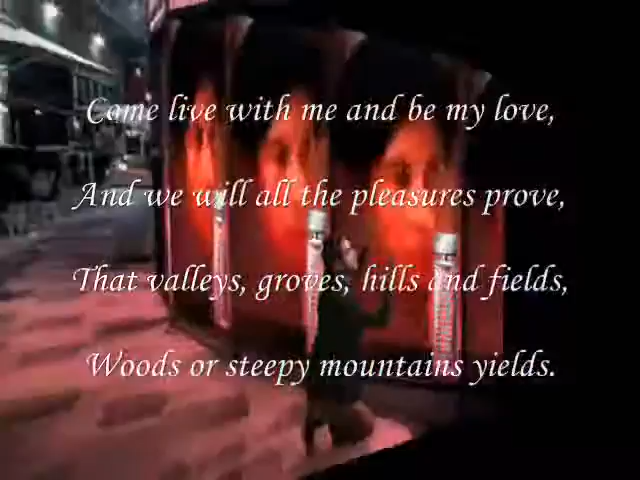 Come live with me and be my love,
And we will all the pleasures prove,
That valleys, groves, hills and fields,
Woods or steepy mountains yields.